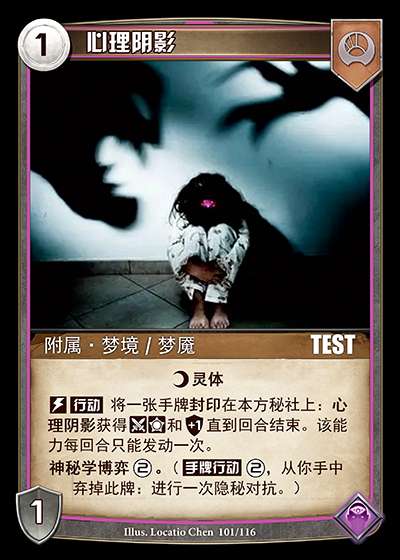 1 心理阴影
附属·梦境 / 梦魇 TEST
灵体
行动 将一张手牌封印在本方秘社上：心
理阴影获得和+1直到回合结束。该能
力每回合只能发动一次。
神秘学博弈②。（手牌行动②，从你手中
弃掉此牌：进行一次隐秘对抗。）
1
Illus. Locatio Chen 101/116